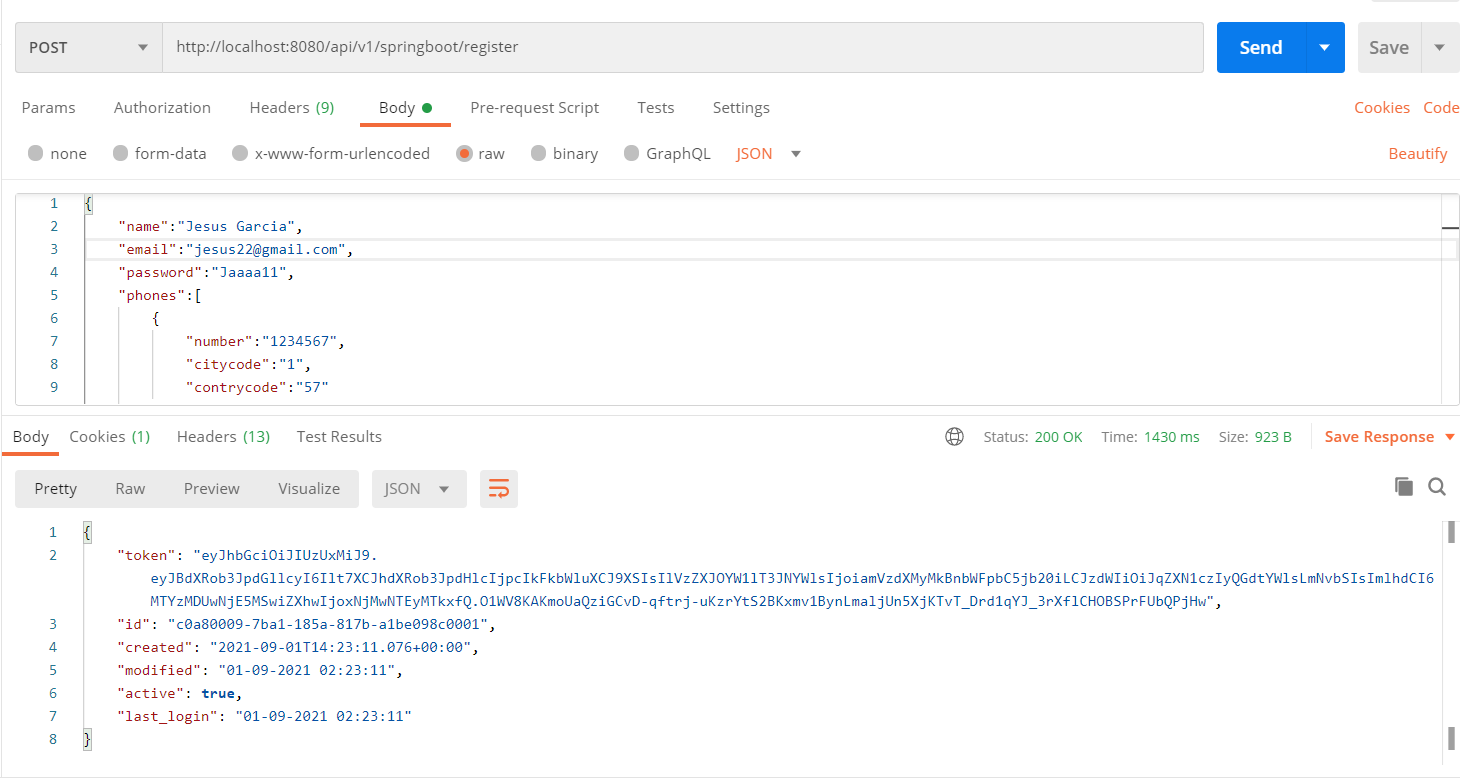 POST http://localhost:8080/api/v1/springboot/register Send Save
Params Authorization Headers (9) Body Pre-request Script Tests Settings Cookies Code
none form-data x-www-form-urlencoded raw binary GraphQL JSON Beautify
1 {
2 "name":"Jesus Garcia",
3 "email":"jesus22@gmail.com",
4 "password":"Jaaaa11",
5 "phones":[
6 {
7 "number":"1234567",
8 "citycode":"1",
9 "contrycode":"57"
Body Cookies (1) Headers (13) Test Results Status: 200 OK Time: 1430 ms Size: 923 B Save Response
Pretty Raw Preview Visualize JSON
1 {
2 "token": "eyJhbGciOiJIUzUxMiJ9.
eyJBdXRob3JpdGllcyI6Ilt7XCJhdXRob3JpdHlcIjpcIkFkbWluXCJ9XSIsIlVzZXJOYW1lT3JNYWlsIjoiamVzdXMyMkBnbWFpbC5jb20iLCJzdWIiOiJqZXN1czIyQGdtYWlsLmNvbSIsImlhdCI6
MTYzMDUwNjE5MSwiZXhwIjoxNjMwNTEyMTkxfQ.O1WV8KAKmoUaQziGCvD-qftrj-uKzrYtS2BKxmv1BynLmaljUn5XjKTvT_Drd1qYJ_3rXflCHOBSPrFUbQPjHw",
3 "id": "c0a80009-7ba1-185a-817b-a1be098c0001",
4 "created": "2021-09-01T14:23:11.076+00:00",
5 "modified": "01-09-2021 02:23:11",
6 "active": true,
7 "last_login": "01-09-2021 02:23:11"
8 }